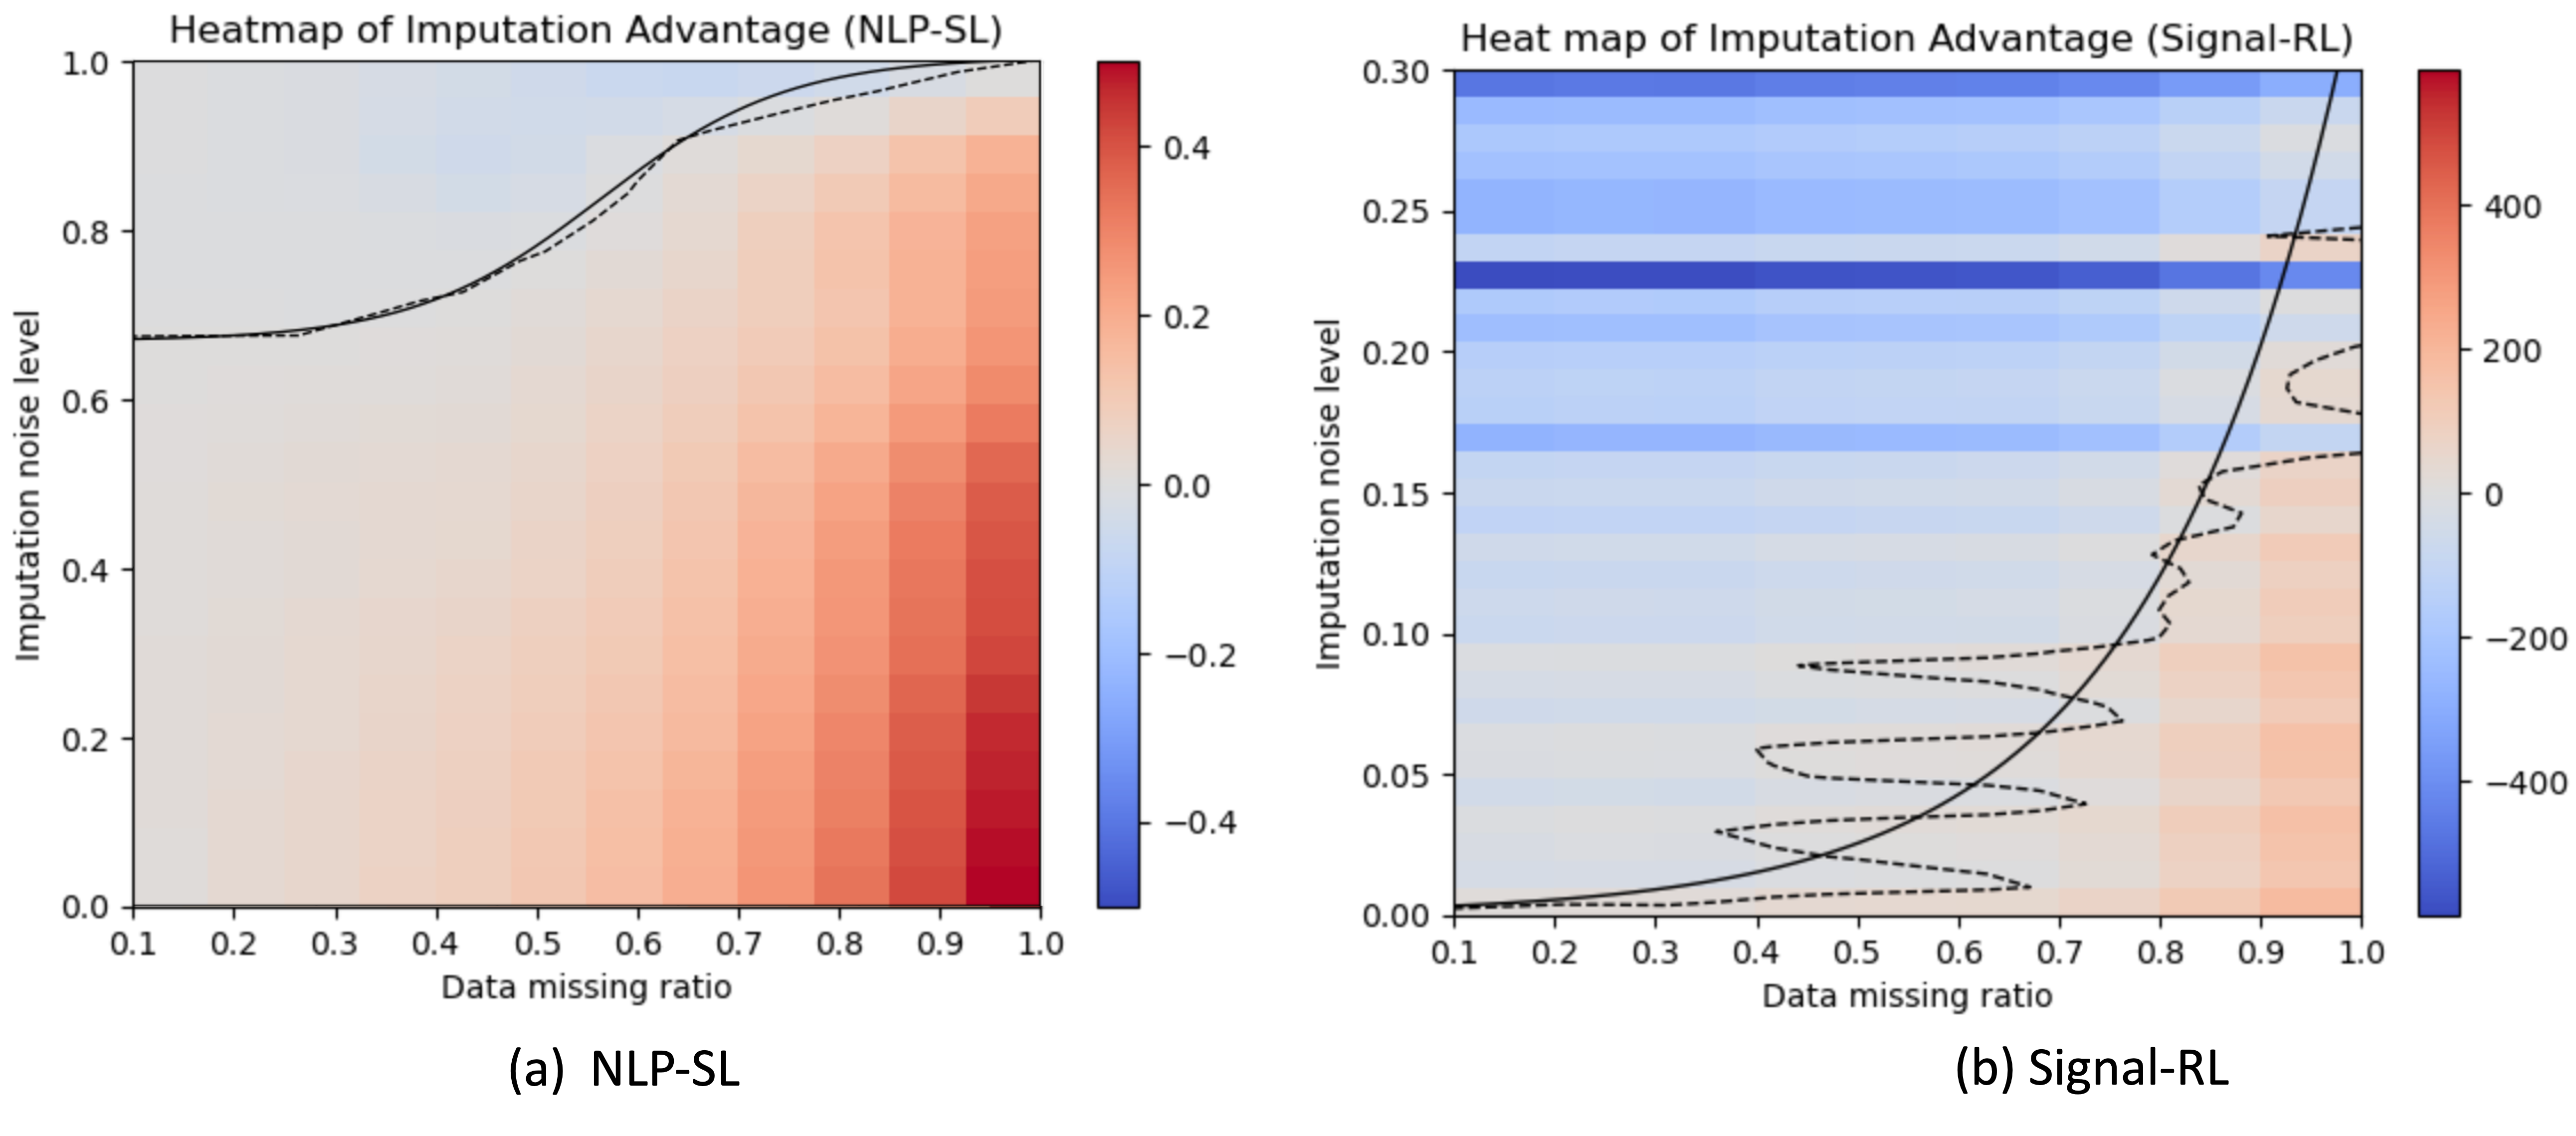 Heatmap of Imputation Advantage (NLP-SL)
1.0
0.8
0.6
0.4
0.2
0.0
Imputation noise level
0.1 0.2 0.3 0.4 0.5 0.6 0.7 0.8 0.9 1.0
Data missing ratio
0.4
0.2
0.0
−0.2
−0.4
(a) NLP-SL
Heat map of Imputation Advantage (Signal-RL)
0.30
0.25
0.20
0.15
0.10
0.05
0.00
Imputation noise level
0.1 0.2 0.3 0.4 0.5 0.6 0.7 0.8 0.9 1.0
Data missing ratio
400
200
0
−200
−400
(b) Signal-RL